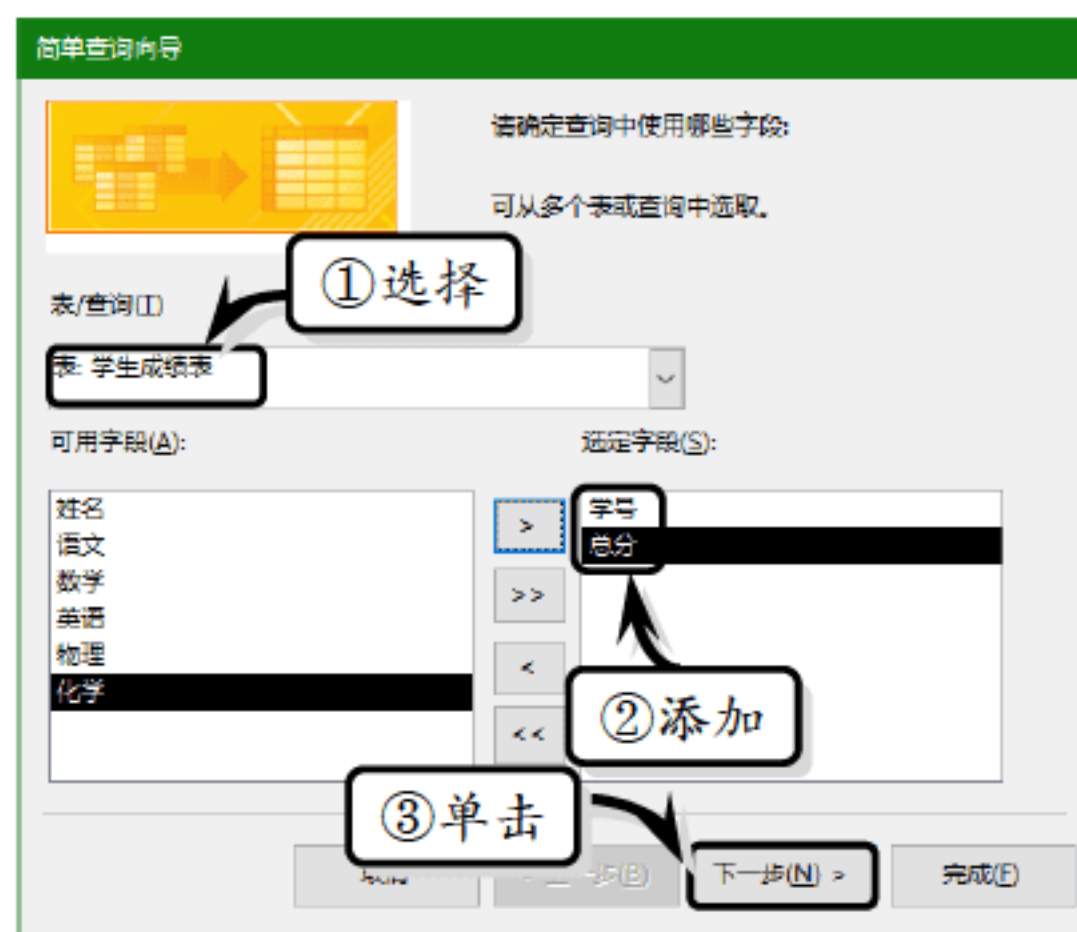 简单查询向导
请确定查询中使用哪些字段:
可从多个表或查询中选取。
①选择
表/查询(T)
表: 学生成绩表
可用字段(A):
选定字段(S):
姓名
语文
数学
英语
物理
化学
>
>>
<
<<
学号
总分
②添加
③单击
下一步(N) >
完成(F)